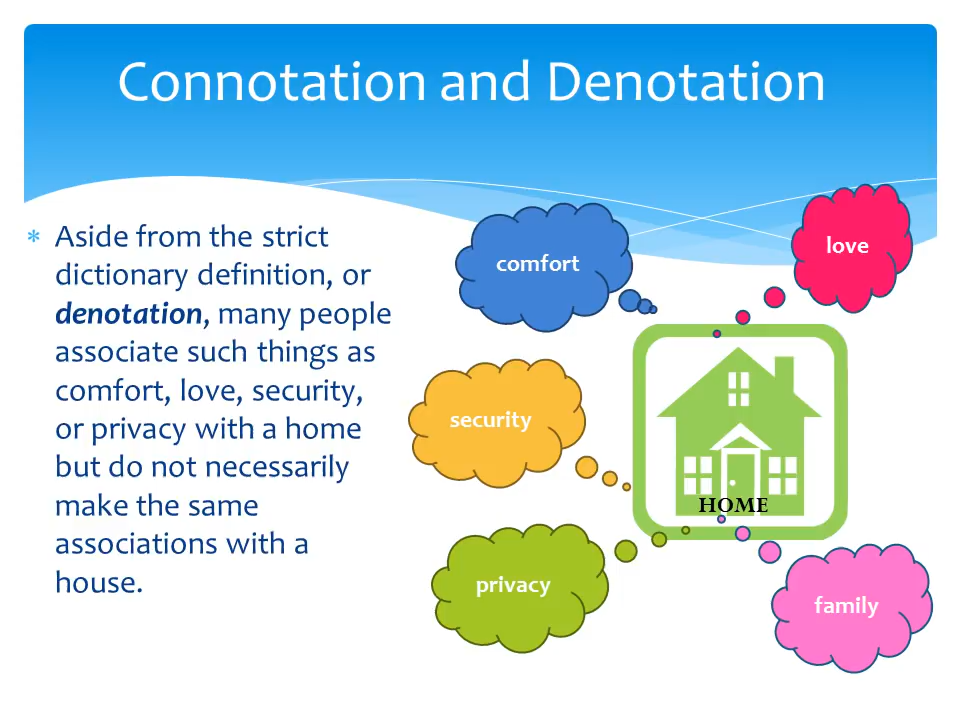 Connotation and Denotation
* Aside from the strict
dictionary definition, or
denotation, many people
associate such things as
comfort, love, security,
or privacy with a home
but do not necessarily
make the same
associations with a
house.
comfort
love
security
HOME
privacy
family